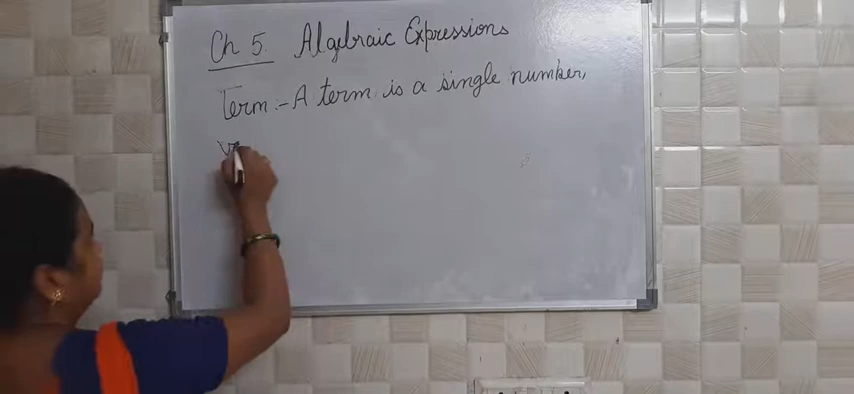 Ch 5. Algebraic Expressions
Term :- A term is a single number,